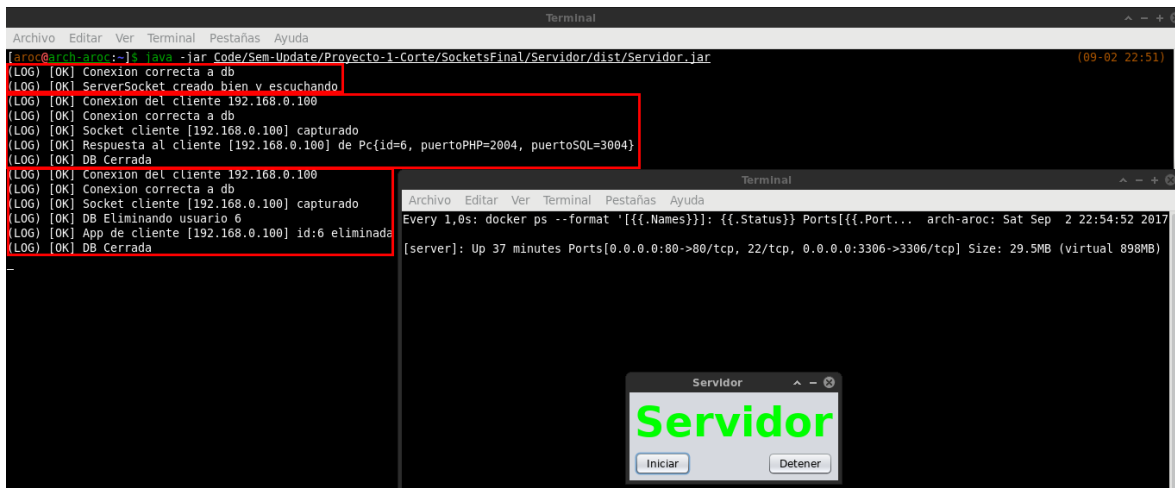 Terminal
Archivo Editar Ver Terminal Pestañas Ayuda
[aroc@arch-aroc:~]$ java -jar Code/Sem-Update/Proyecto-1-Corte/SocketsFinal/Servidor/dist/Servidor.jar (09-02 22:51)
(LOG) [OK] Conexion correcta a db
(LOG) [OK] ServerSocket creado bien y escuchando
(LOG) [OK] Conexion del cliente 192.168.0.100
(LOG) [OK] Conexion correcta a db
(LOG) [OK] Socket cliente [192.168.0.100] capturado
(LOG) [OK] Respuesta al cliente [192.168.0.100] de Pc{id=6, puertoPHP=2004, puertoSQL=3004}
(LOG) [OK] DB Cerrada
(LOG) [OK] Conexion del cliente 192.168.0.100
(LOG) [OK] Conexion correcta a db
(LOG) [OK] Socket cliente [192.168.0.100] capturado
(LOG) [OK] DB Eliminando usuario 6
(LOG) [OK] App de cliente [192.168.0.100] id:6 eliminada
(LOG) [OK] DB Cerrada
Terminal
Archivo Editar Ver Terminal Pestañas Ayuda
Every 1,0s: docker ps --format '[{{.Names}}]: {{.Status}} Ports[{{.Port... arch-aroc: Sat Sep 2 22:54:52 2017
[server]: Up 37 minutes Ports[0.0.0.0:80->80/tcp, 22/tcp, 0.0.0.0:3306->3306/tcp] Size: 29.5MB (virtual 898MB)
Servidor
Servidor
Iniciar Detener